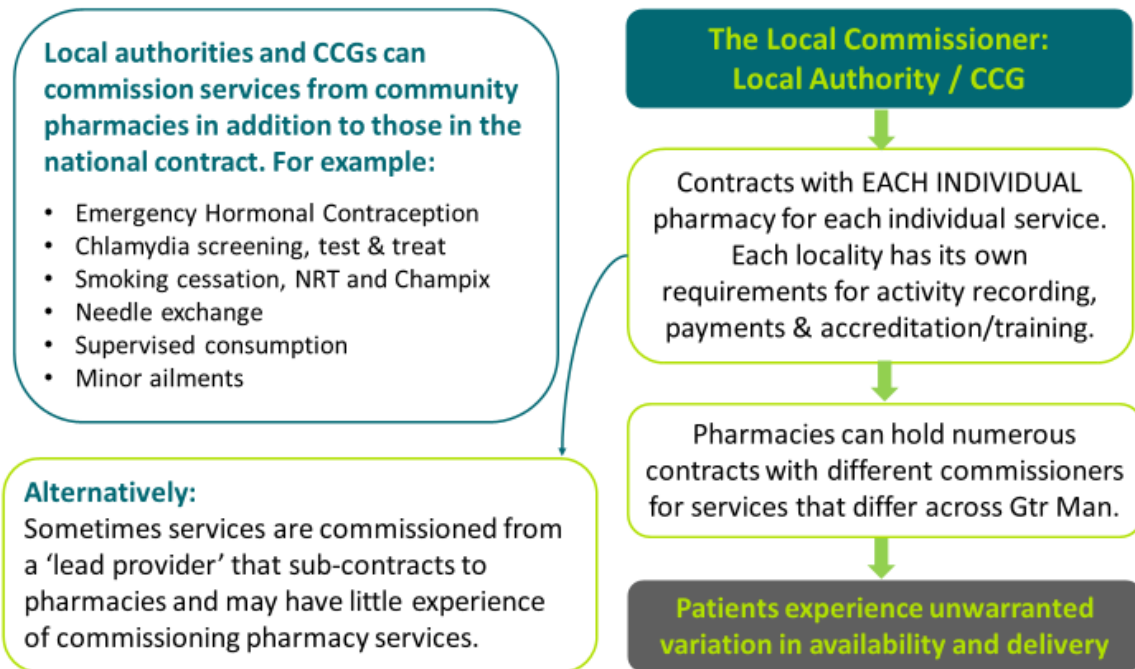 Local authorities and CCGs can
commission services from community
pharmacies in addition to those in the
national contract. For example:
• Emergency Hormonal Contraception
• Chlamydia screening, test & treat
• Smoking cessation, NRT and Champix
• Needle exchange
• Supervised consumption
• Minor ailments
Alternatively:
Sometimes services are commissioned from
a ‘lead provider’ that sub-contracts to
pharmacies and may have little experience
of commissioning pharmacy services.
The Local Commissioner:
Local Authority / CCG
Contracts with EACH INDIVIDUAL
pharmacy for each individual service.
Each locality has its own
requirements for activity recording,
payments & accreditation/training.
Pharmacies can hold numerous
contracts with different commissioners
for services that differ across Gtr Man.
Patients experience unwarranted
variation in availability and delivery